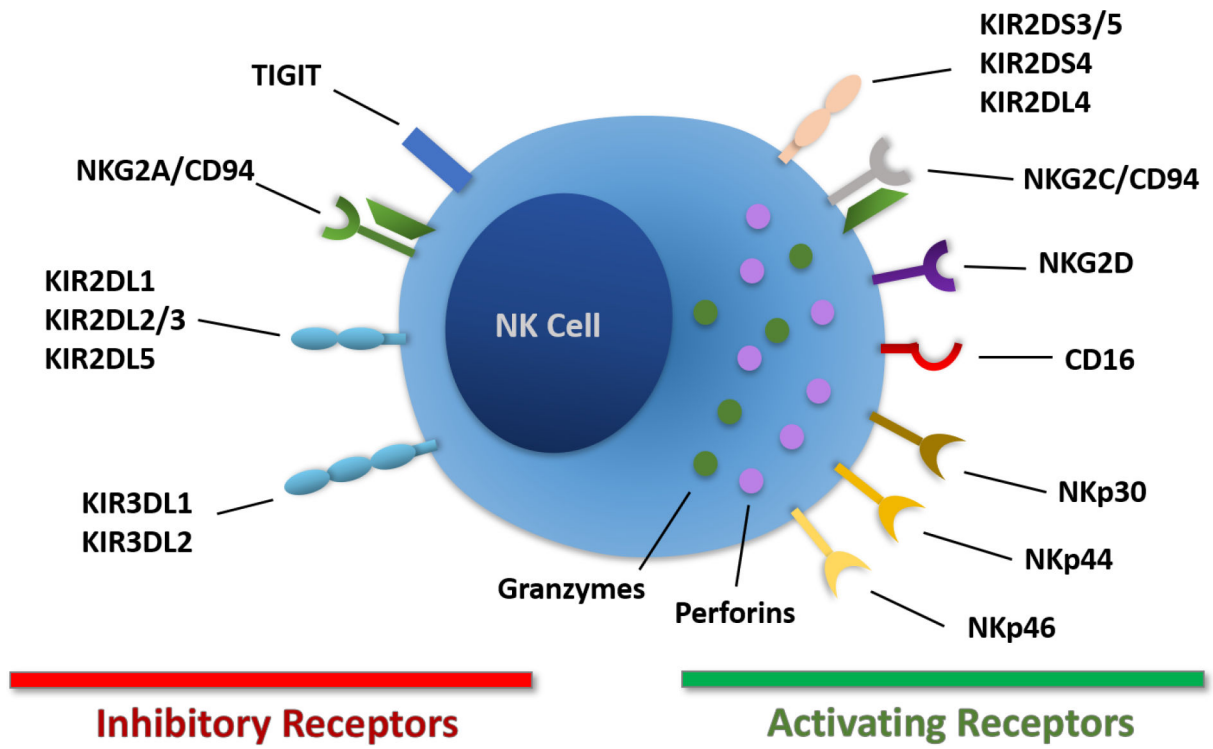 TIGIT
NKG2A/CD94
KIR2DL1
KIR2DL2/3
KIR2DL5
KIR3DL1
KIR3DL2
NK Cell
KIR2DS3/5
KIR2DS4
KIR2DL4
NKG2C/CD94
NKG2D
CD16
NKp30
NKp44
NKp46
Granzymes
Perforins
Inhibitory Receptors
Activating Receptors